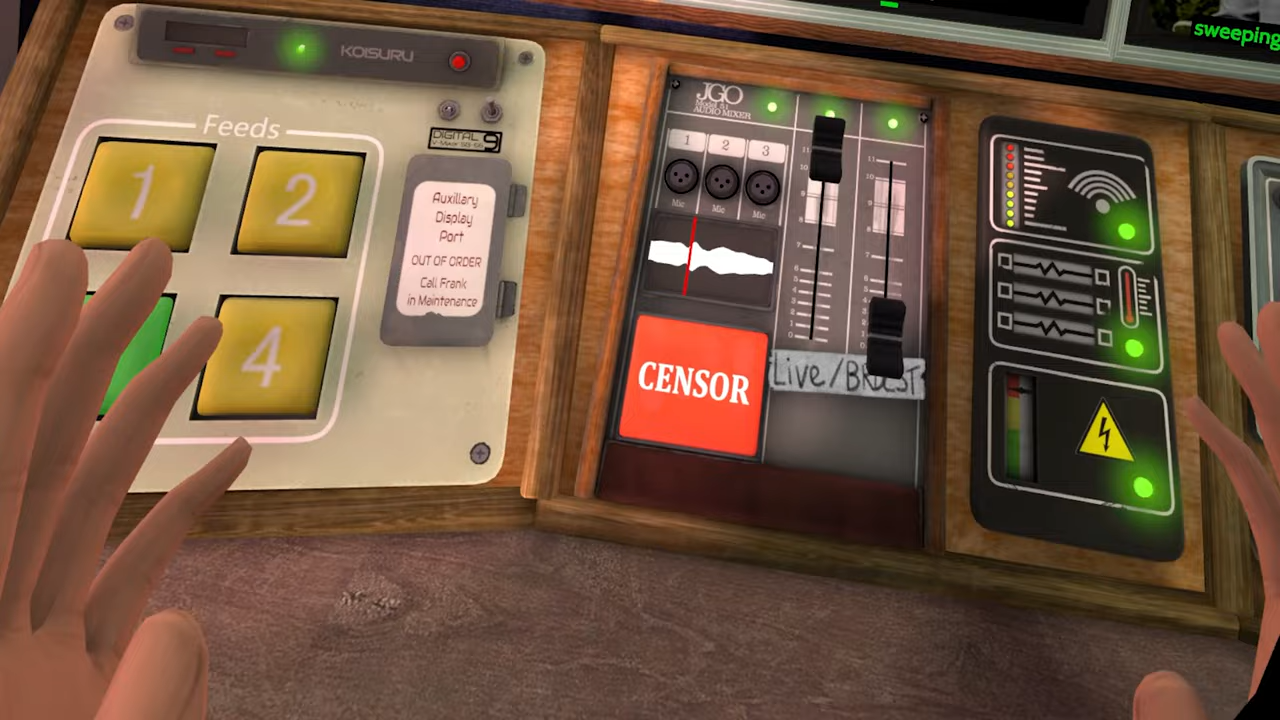 sweeping
KOISURU
Feeds
DIGITAL 9
1
2
4
Auxillary
Display
Port
OUT OF ORDER
Call Frank
in Maintenance
JGO
AUDIO MIXER
1 2 3
Mic Mic Mic
CENSOR
Live/BRDCST